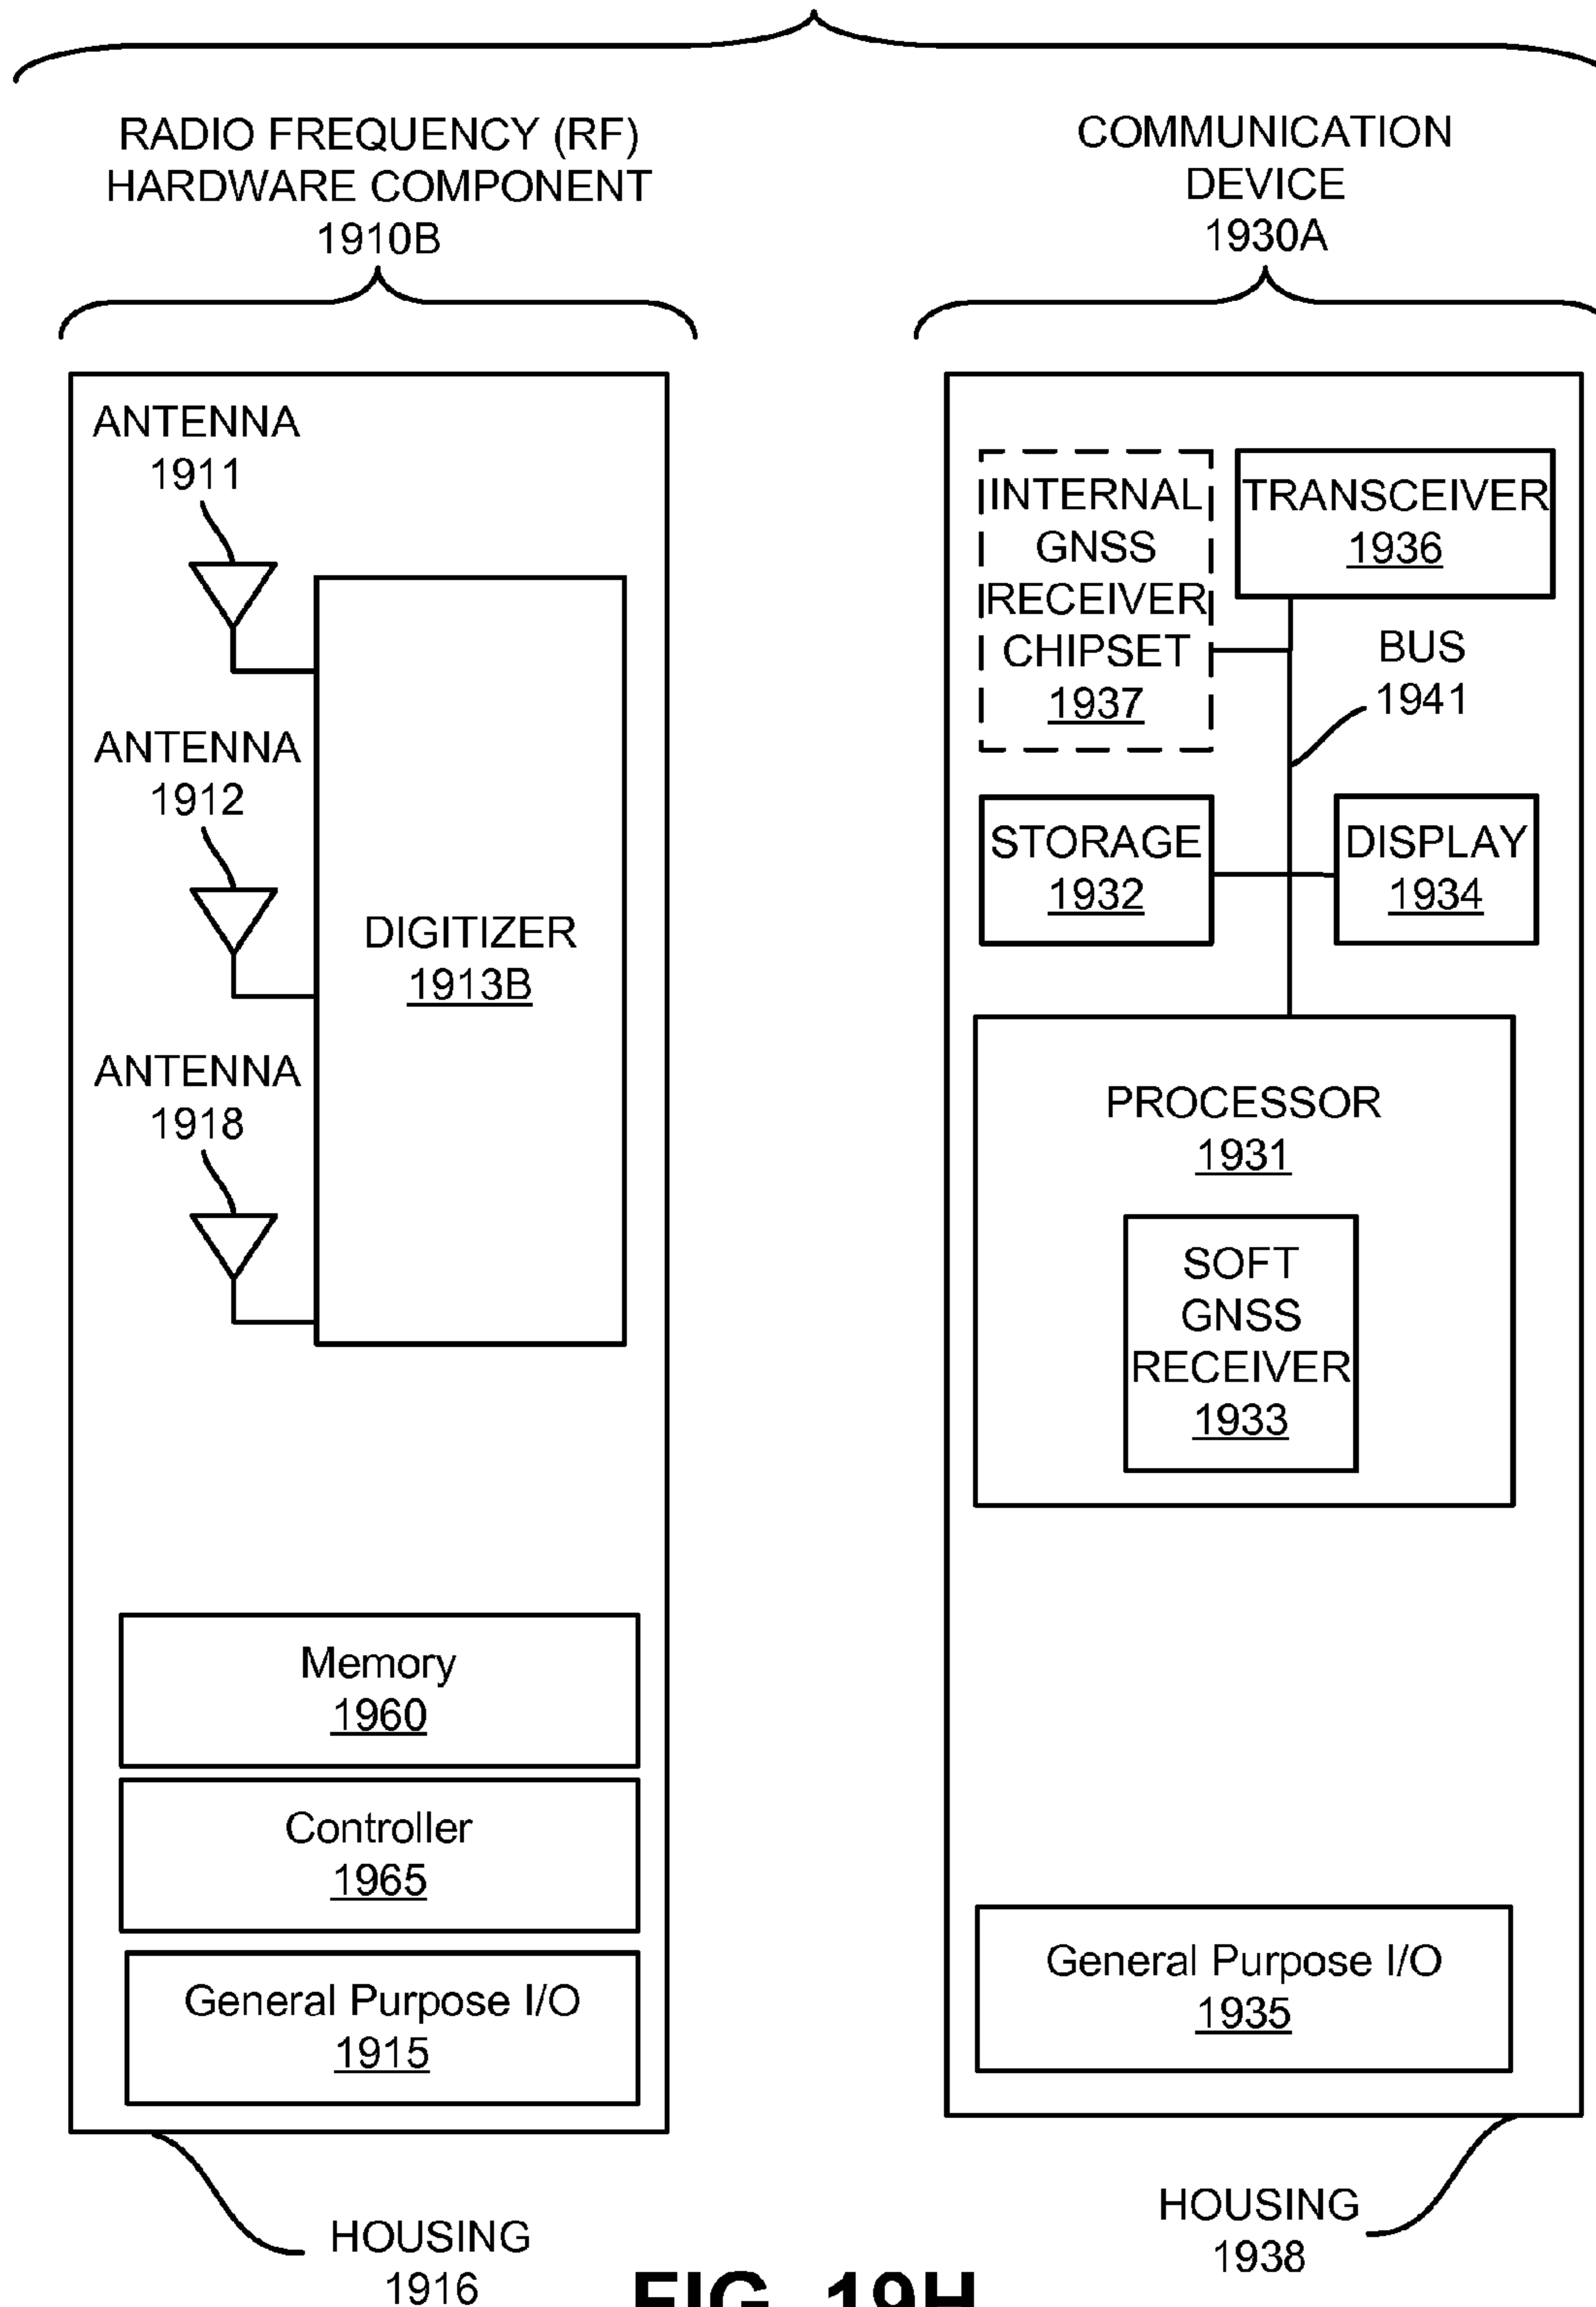 RADIO FREQUENCY (RF)
HARDWARE COMPONENT
1910B
COMMUNICATION
DEVICE
1930A
ANTENNA
1911
ANTENNA
1912
ANTENNA
1918
DIGITIZER
1913B
Memory
1960
Controller
1965
General Purpose I/O
1915
HOUSING
1916
INTERNAL
GNSS
RECEIVER
CHIPSET
1937
TRANSCEIVER
1936
BUS
1941
STORAGE
1932
DISPLAY
1934
PROCESSOR
1931
SOFT
GNSS
RECEIVER
1933
General Purpose I/O
1935
HOUSING
1938
FIG. 19H